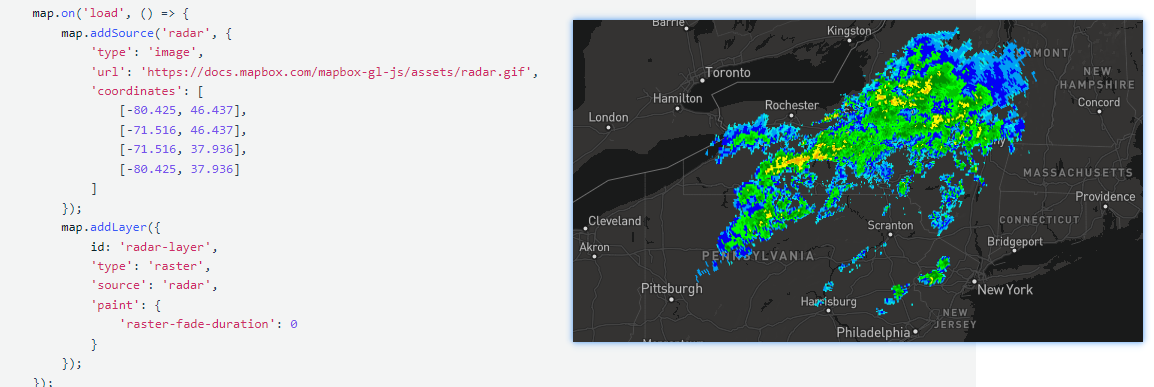 map.on('load', () => {
map.addSource('radar', {
'type': 'image',
'url': 'https://docs.mapbox.com/mapbox-gl-js/assets/radar.gif',
'coordinates': [
[-80.425, 46.437],
[-71.516, 46.437],
[-71.516, 37.936],
[-80.425, 37.936]
]
});
map.addLayer({
id: 'radar-layer',
'type': 'raster',
'source': 'radar',
'paint': {
'raster-fade-duration': 0
}
});
});
Barrie
Kingston
Toronto
NEW
HAMPSHIRE
Hamilton
Rochester
Concord
London
MASSACHUSETTS
Providence
Cleveland
CONNECTICUT
Scranton
Akron
Bridgeport
PENNSYLVANIA
Pittsburgh
New York
Harrisburg
NEW
JERSEY
Philadelphia